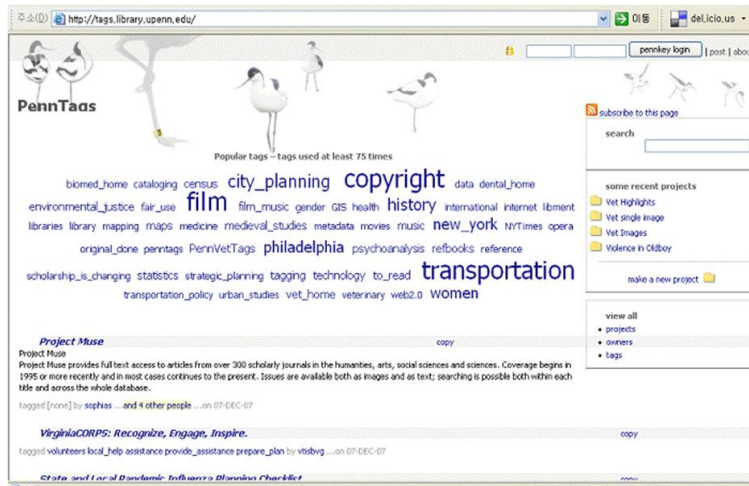 주소(D) http://tags.library.upenn.edu/ 이동 del.icio.us
pennkey login | post | abou
PennTags
subscribe to this page
search
Popular tags – tags used at least 75 times
biomed_home cataloging census city_planning copyright data dental_home
environmental_justice fair_use film film_music gender GIS health history international internet libment
libraries library mapping maps medicine medieval_studies metadata movies music new_york NYTimes opera
original_done penntags PennVetTags philadelphia psychoanalysis refbooks reference
scholarship_is_changing statistics strategic_planning tagging technology to_read transportation
transportation_policy urban_studies vet_home veterinary web2.0 women
some recent projects
Vet Highlights
Vet single image
Vet Images
Violence in Oldboy
make a new project
view all
• projects
• owners
• tags
Project Muse copy
Project Muse
Project Muse provides full text access to articles from over 300 scholarly journals in the humanities, arts, social sciences and sciences. Coverage begins in
1995 or more recently and in most cases continues to the present. Issues are available both as images and as text; searching is possible both within each
title and across the whole database.
tagged [none] by sophias ...and 4 other people ...on 07-DEC-07
VirginiaCORPS: Recognize, Engage, Inspire. copy
tagged volunteers local_help assistance provide_assistance prepare_plan by vtisbvg ...on 07-DEC-07
State and Local Pandemic Influenza Planning Checklist copy